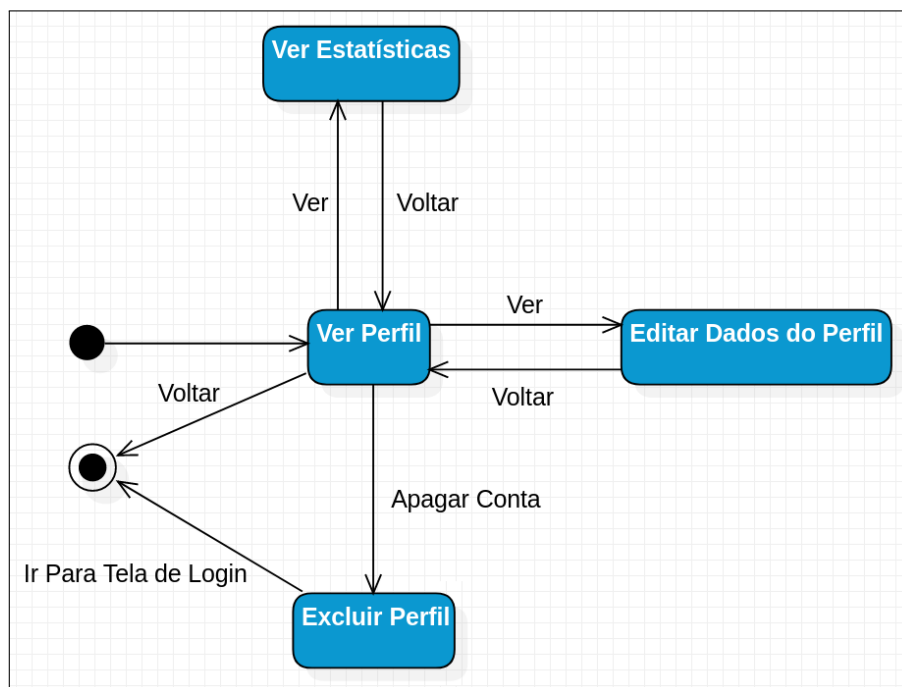 Ver Estatísticas
Ver
Voltar
Ver
Ver Perfil
Editar Dados do Perfil
Voltar
Voltar
Apagar Conta
Ir Para Tela de Login
Excluir Perfil